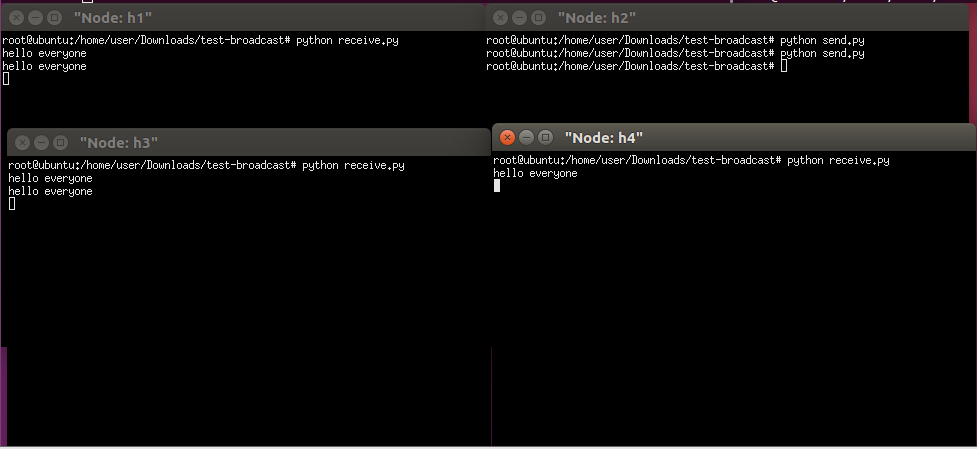 "Node: h1"
root@ubuntu:/home/user/Downloads/test-broadcast# python receive.py
hello everyone
hello everyone
"Node: h2"
root@ubuntu:/home/user/Downloads/test-broadcast# python send.py
root@ubuntu:/home/user/Downloads/test-broadcast# python send.py
root@ubuntu:/home/user/Downloads/test-broadcast#
"Node: h3"
root@ubuntu:/home/user/Downloads/test-broadcast# python receive.py
hello everyone
hello everyone
"Node: h4"
root@ubuntu:/home/user/Downloads/test-broadcast# python receive.py
hello everyone